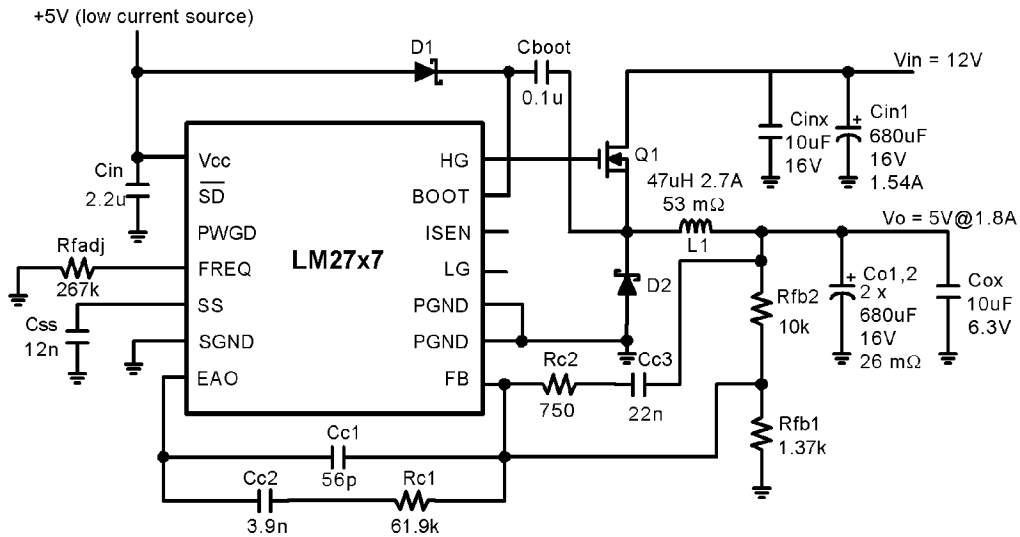 +5V (low current source)
D1
Cboot
0.1u
Vin = 12V
Cinx
10uF
16V
+
Cin1
680uF
16V
1.54A
Cin
2.2u
Vcc
SD
PWGD
FREQ
SS
SGND
EAO
LM27x7
HG
BOOT
ISEN
LG
PGND
PGND
FB
Q1
47uH 2.7A
53 mΩ
L1
Vo = 5V@1.8A
D2
Rfadj
267k
Css
12n
Rfb2
10k
+
Co1,2
2 x
680uF
16V
26 mΩ
Cox
10uF
6.3V
Rc2
750
Cc3
22n
Rfb1
1.37k
Cc1
56p
Cc2
3.9n
Rc1
61.9k